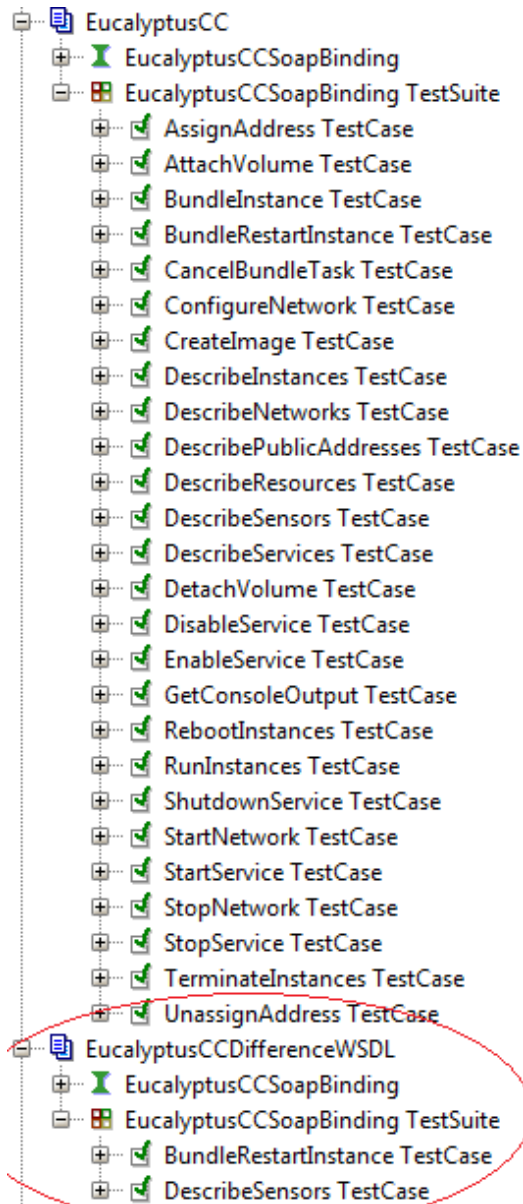 EucalyptusCC
EucalyptusCCSoapBinding
EucalyptusCCSoapBinding TestSuite
AssignAddress TestCase
AttachVolume TestCase
BundleInstance TestCase
BundleRestartInstance TestCase
CancelBundleTask TestCase
ConfigureNetwork TestCase
CreateImage TestCase
DescribeInstances TestCase
DescribeNetworks TestCase
DescribePublicAddresses TestCase
DescribeResources TestCase
DescribeSensors TestCase
DescribeServices TestCase
DetachVolume TestCase
DisableService TestCase
EnableService TestCase
GetConsoleOutput TestCase
RebootInstances TestCase
RunInstances TestCase
ShutdownService TestCase
StartNetwork TestCase
StartService TestCase
StopNetwork TestCase
StopService TestCase
TerminateInstances TestCase
UnassignAddress TestCase
EucalyptusCCDifferenceWSDL
EucalyptusCCSoapBinding
EucalyptusCCSoapBinding TestSuite
BundleRestartInstance TestCase
DescribeSensors TestCase